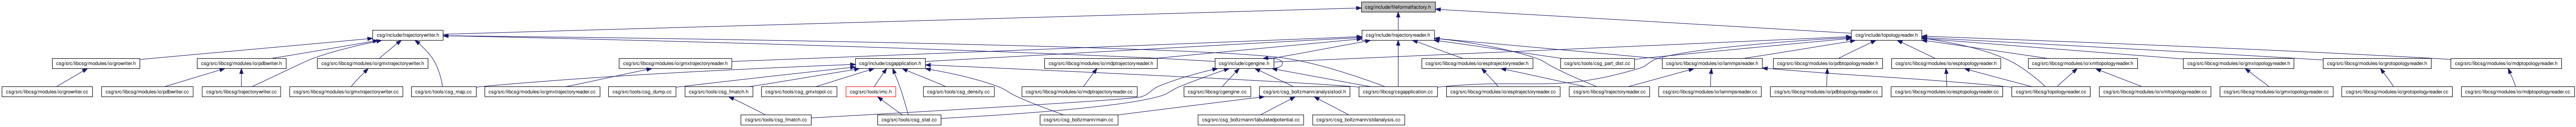 csg/include/fileformatfactory.h
csg/include/trajectorywriter.h
csg/include/trajectoryreader.h
csg/include/topologyreader.h
csg/src/libcsg/modules/io/growriter.h
csg/src/libcsg/modules/io/pdbwriter.h
csg/src/libcsg/modules/io/gmxtrajectorywriter.h
csg/src/libcsg/modules/io/gmxtrajectoryreader.h
csg/include/csgapplication.h
csg/src/libcsg/modules/io/mdptrajectoryreader.h
csg/include/cgengine.h
csg/src/libcsg/modules/io/esptrajectoryreader.h
csg/src/tools/csg_part_dist.cc
csg/src/libcsg/modules/io/lammpsreader.h
csg/src/libcsg/modules/io/pdbtopologyreader.h
csg/src/libcsg/modules/io/esptopologyreader.h
csg/src/libcsg/modules/io/xmltopologyreader.h
csg/src/libcsg/modules/io/gmxtopologyreader.h
csg/src/libcsg/modules/io/grotopologyreader.h
csg/src/libcsg/modules/io/mdptopologyreader.h
csg/src/libcsg/modules/io/growriter.cc
csg/src/libcsg/modules/io/pdbwriter.cc
csg/src/libcsg/trajectorywriter.cc
csg/src/libcsg/modules/io/gmxtrajectorywriter.cc
csg/src/tools/csg_map.cc
csg/src/libcsg/modules/io/gmxtrajectoryreader.cc
csg/src/tools/csg_dump.cc
csg/src/tools/csg_fmatch.h
csg/src/tools/csg_gmxtopol.cc
csg/src/tools/imc.h
csg/src/tools/csg_density.cc
csg/src/libcsg/modules/io/mdptrajectoryreader.cc
csg/src/libcsg/cgengine.cc
csg/src/csg_boltzmann/analysistool.h
csg/src/libcsg/csgapplication.cc
csg/src/libcsg/modules/io/esptrajectoryreader.cc
csg/src/libcsg/trajectoryreader.cc
csg/src/libcsg/modules/io/lammpsreader.cc
csg/src/libcsg/modules/io/pdbtopologyreader.cc
csg/src/libcsg/modules/io/esptopologyreader.cc
csg/src/libcsg/topologyreader.cc
csg/src/libcsg/modules/io/xmltopologyreader.cc
csg/src/libcsg/modules/io/gmxtopologyreader.cc
csg/src/libcsg/modules/io/grotopologyreader.cc
csg/src/libcsg/modules/io/mdptopologyreader.cc
csg/src/tools/csg_fmatch.cc
csg/src/tools/csg_stat.cc
csg/src/csg_boltzmann/main.cc
csg/src/csg_boltzmann/tabulatedpotential.cc
csg/src/csg_boltzmann/stdanalysis.cc